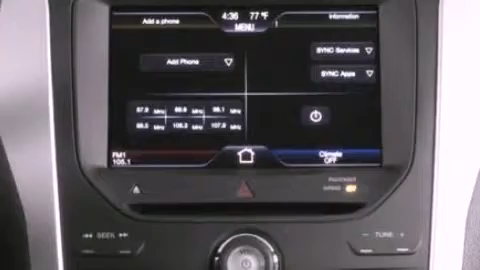 Add a phone
4:36 77 °F
Information
MENU
SYNC Services
Add Phone
SYNC Apps
87.9 MHz 88.9 MHz 96.1 MHz
98.5 MHz 106.3 MHz 107.9 MHz
FM1
105.1
Climate
OFF
PASSENGER
AIRBAG
SEEK
- TUNE +